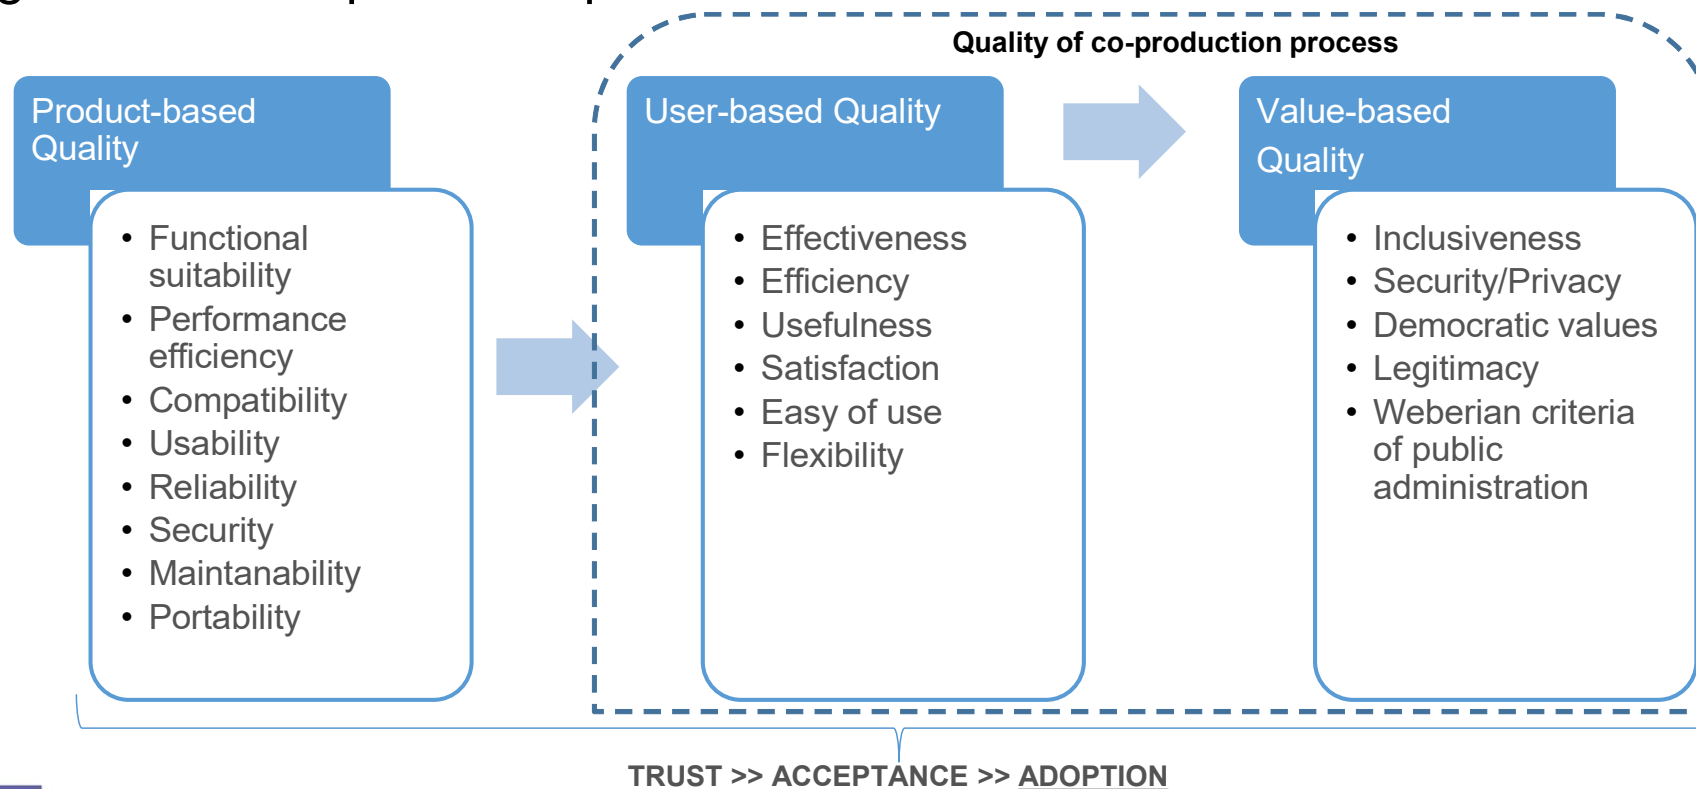 Quality of co-production process
Product-based
Quality
• Functional
suitability
• Performance
efficiency
• Compatibility
• Usability
• Reliability
• Security
• Maintanability
• Portability
User-based Quality
• Effectiveness
• Efficiency
• Usefulness
• Satisfaction
• Easy of use
• Flexibility
Value-based
Quality
• Inclusiveness
• Security/Privacy
• Democratic values
• Legitimacy
• Weberian criteria
of public
administration
TRUST >> ACCEPTANCE >> ADOPTION